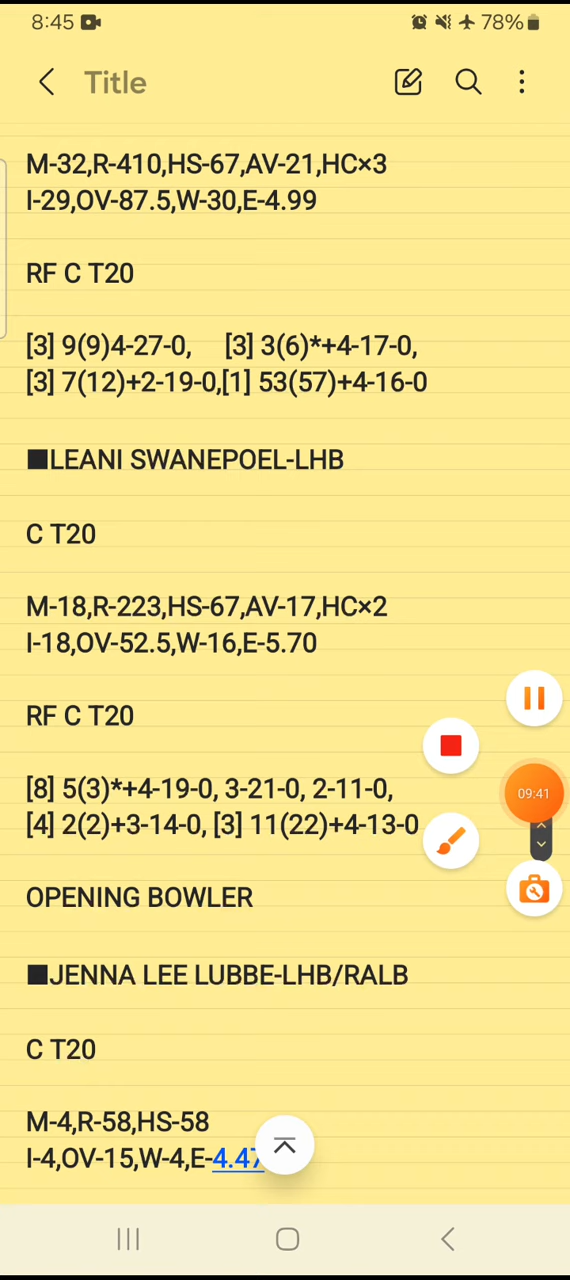 8:45 78%
Title
M-32,R-410,HS-67,AV-21,HC×3
I-29,OV-87.5,W-30,E-4.99
RF C T20
[3] 9(9)4-27-0, [3] 3(6)*+4-17-0,
[3] 7(12)+2-19-0,[1] 53(57)+4-16-0
■LEANI SWANEPOEL-LHB
C T20
M-18,R-223,HS-67,AV-17,HC×2
I-18,OV-52.5,W-16,E-5.70
RF C T20
[8] 5(3)*+4-19-0, 3-21-0, 2-11-0,
[4] 2(2)+3-14-0, [3] 11(22)+4-13-0
09:41
OPENING BOWLER
■JENNA LEE LUBBE-LHB/RALB
C T20
M-4,R-58,HS-58
I-4,OV-15,W-4,E-4.47